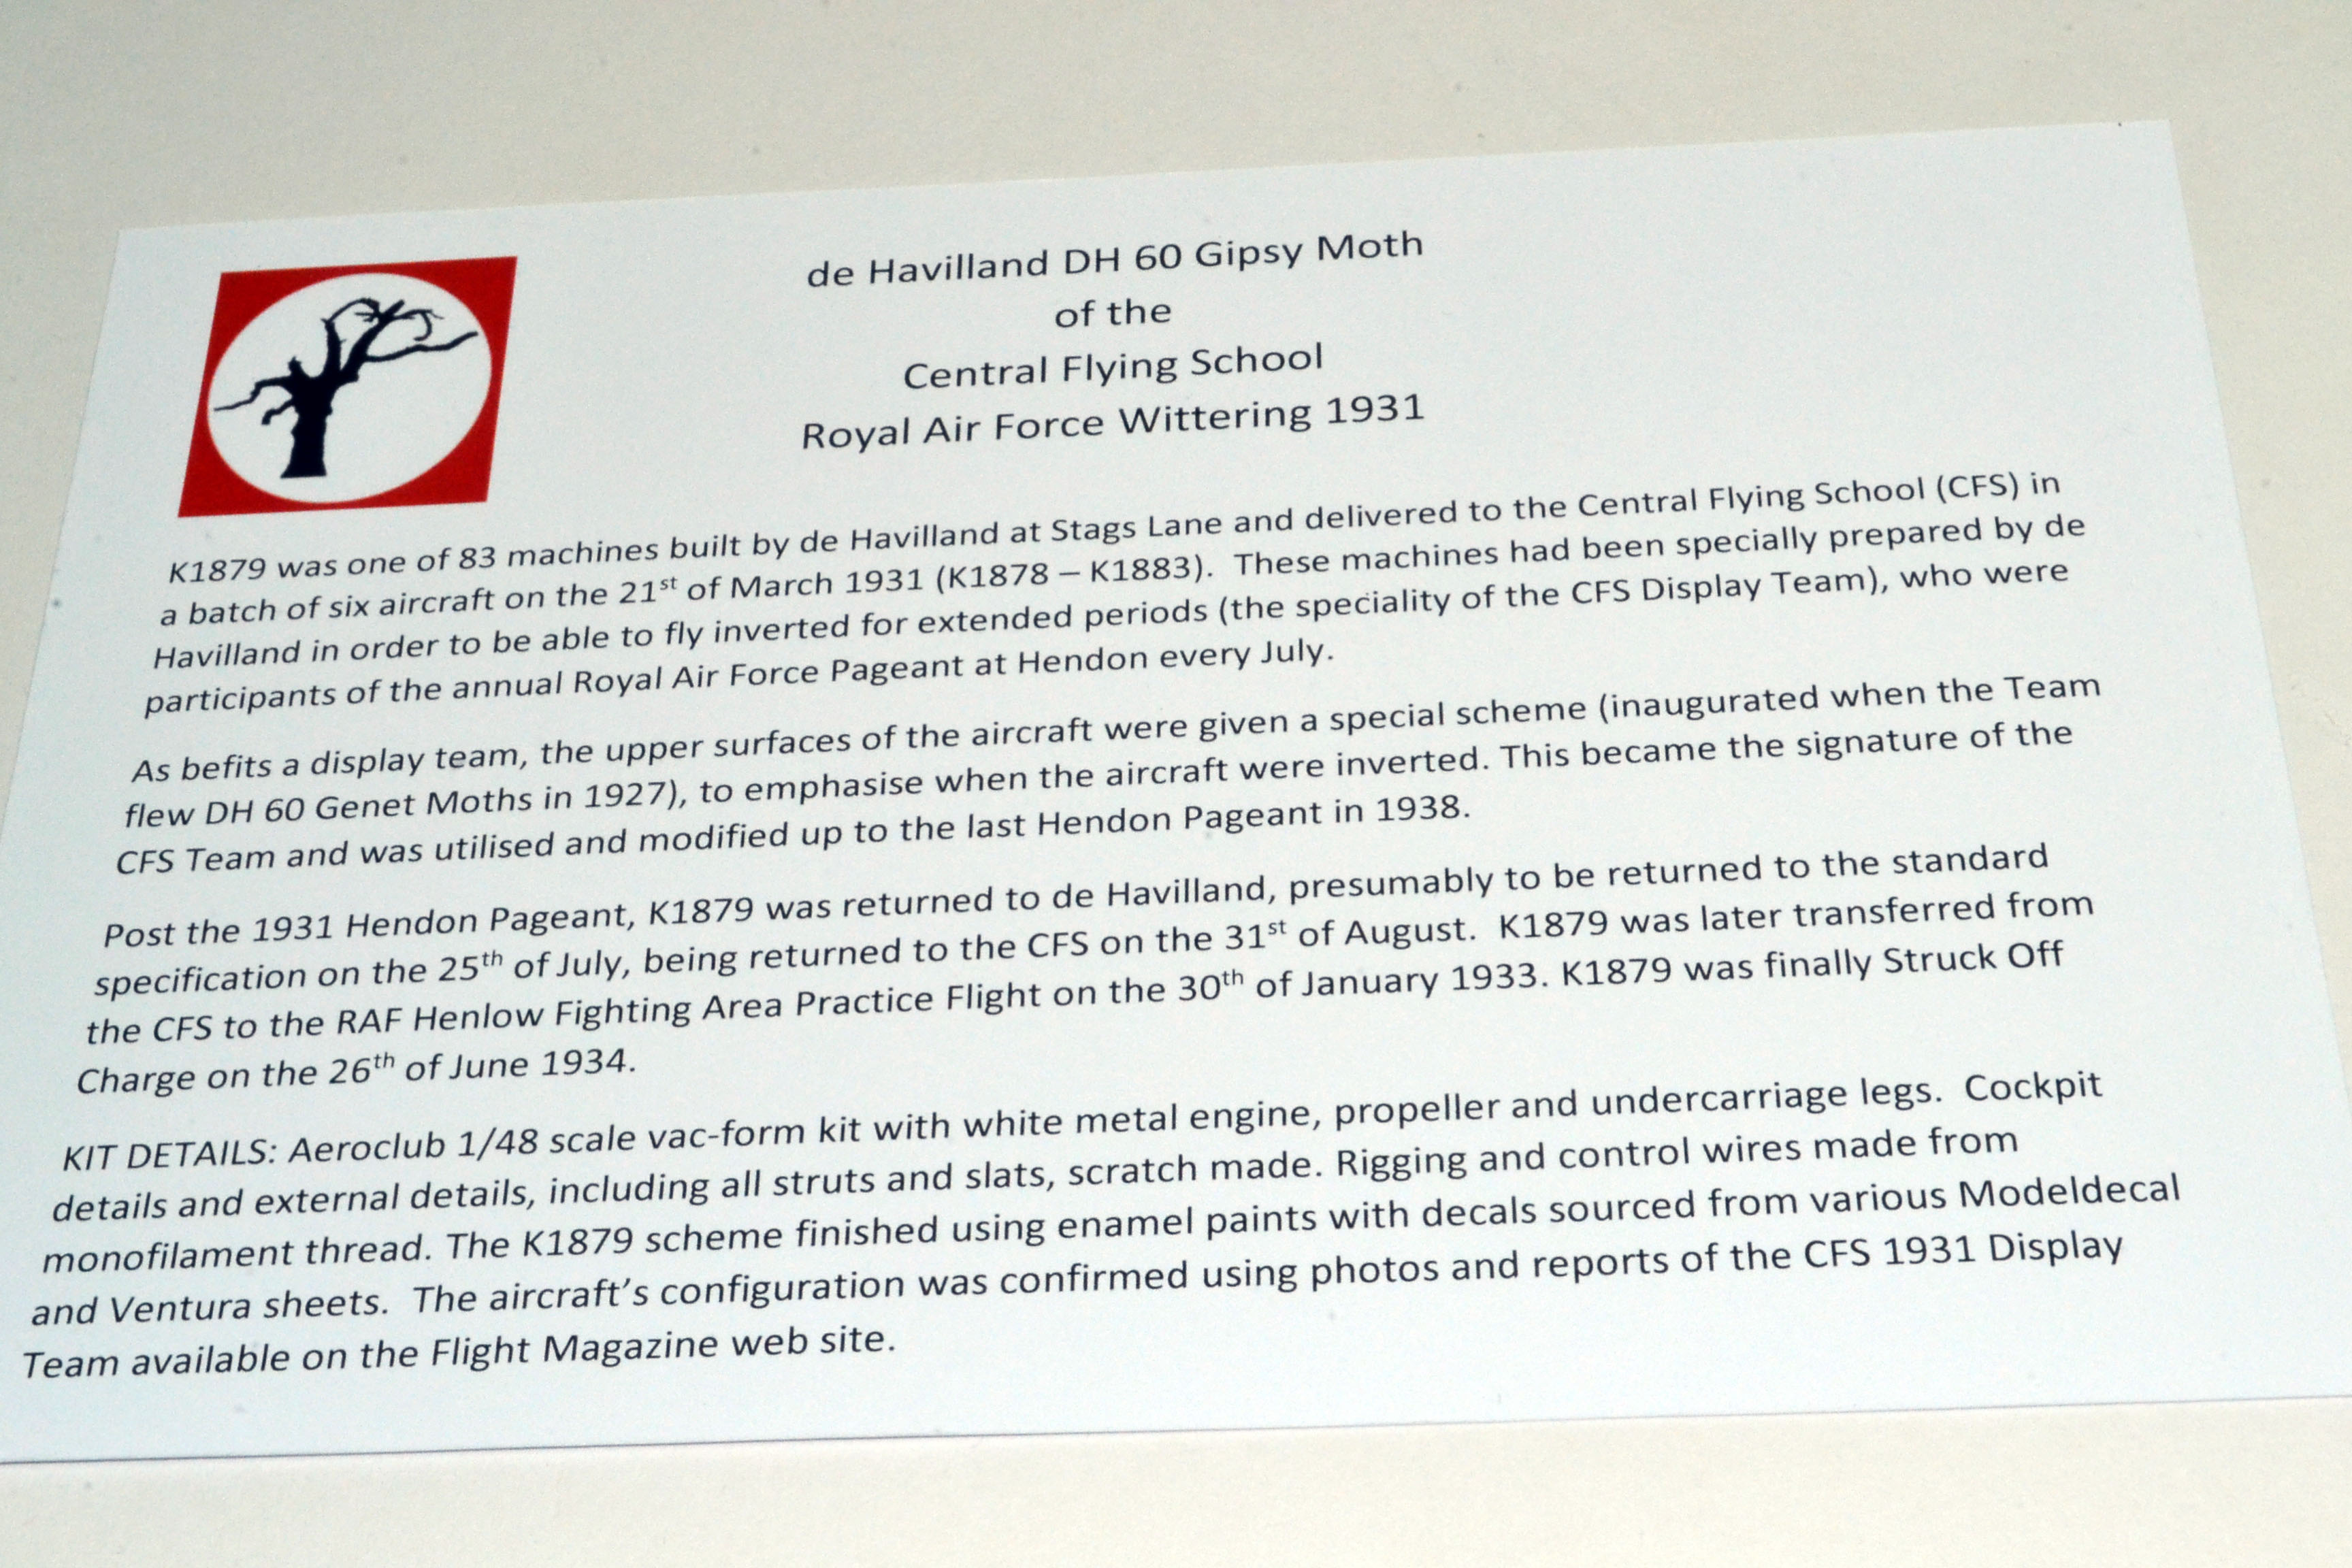 de Havilland DH 60 Gipsy Moth
of the
Central Flying School
Royal Air Force Wittering 1931
K1879 was one of 83 machines built by de Havilland at Stags Lane and delivered to the Central Flying School (CFS) in
a batch of six aircraft on the 21st of March 1931 (K1878 – K1883).  These machines had been specially prepared by de
Havilland in order to be able to fly inverted for extended periods (the speciality of the CFS Display Team), who were
participants of the annual Royal Air Force Pageant at Hendon every July.
As befits a display team, the upper surfaces of the aircraft were given a special scheme (inaugurated when the Team
flew DH 60 Genet Moths in 1927), to emphasise when the aircraft were inverted. This became the signature of the
CFS Team and was utilised and modified up to the last Hendon Pageant in 1938.
Post the 1931 Hendon Pageant, K1879 was returned to de Havilland, presumably to be returned to the standard
specification on the 25th of July, being returned to the CFS on the 31st of August.  K1879 was later transferred from
the CFS to the RAF Henlow Fighting Area Practice Flight on the 30th of January 1933. K1879 was finally Struck Off
Charge on the 26th of June 1934.
KIT DETAILS: Aeroclub 1/48 scale vac-form kit with white metal engine, propeller and undercarriage legs.  Cockpit
details and external details, including all struts and slats, scratch made. Rigging and control wires made from
monofilament thread. The K1879 scheme finished using enamel paints with decals sourced from various Modeldecal
and Ventura sheets.  The aircraft’s configuration was confirmed using photos and reports of the CFS 1931 Display
Team available on the Flight Magazine web site.